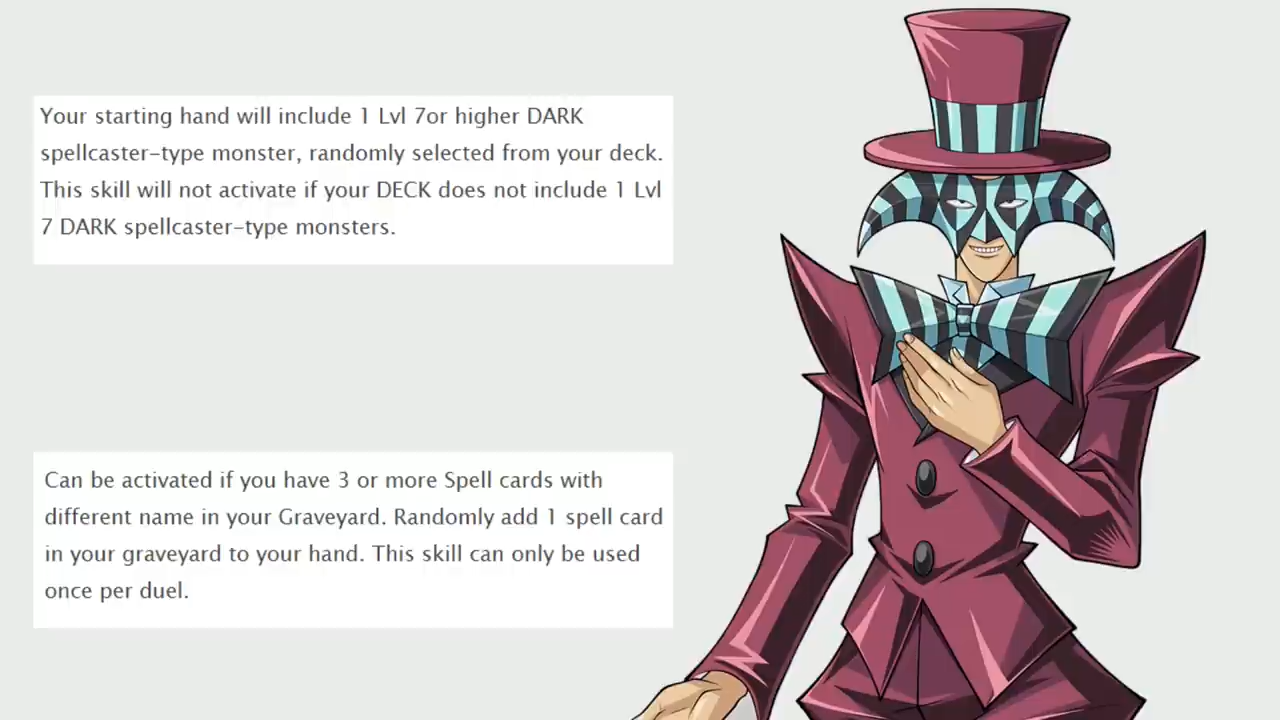 Your starting hand will include 1 Lvl 7or higher DARK
spellcaster-type monster, randomly selected from your deck.
This skill will not activate if your DECK does not include 1 Lvl
7 DARK spellcaster-type monsters.
Can be activated if you have 3 or more Spell cards with
different name in your Graveyard. Randomly add 1 spell card
in your graveyard to your hand. This skill can only be used
once per duel.